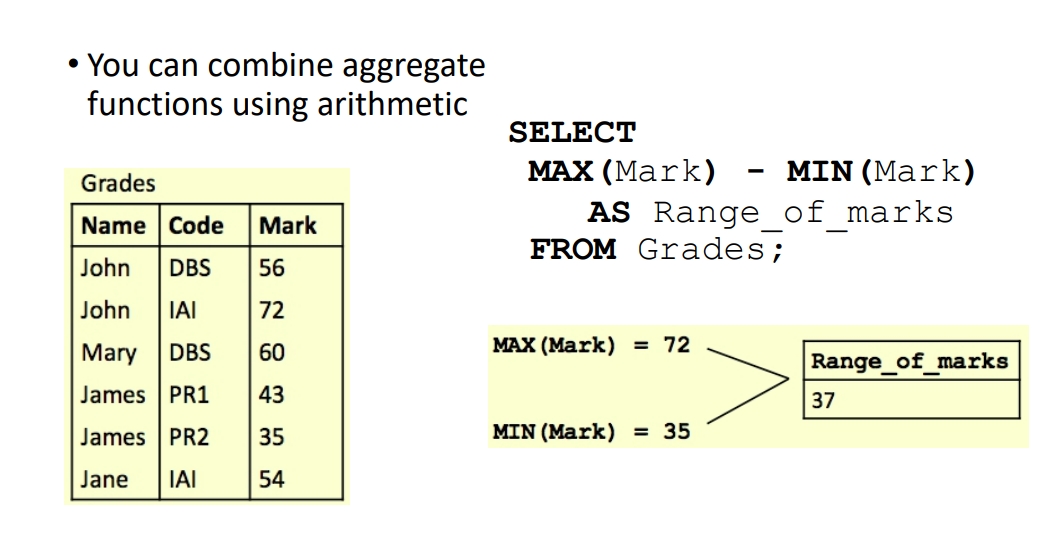 • You can combine aggregate
functions using arithmetic
SELECT
MAX(Mark) - MIN(Mark)
AS Range_of_marks
FROM Grades;
Grades
Name Code Mark
John DBS 56
John IAI 72
Mary DBS 60
James PR1 43
James PR2 35
Jane IAI 54
MAX(Mark) = 72
MIN(Mark) = 35
Range_of_marks
37